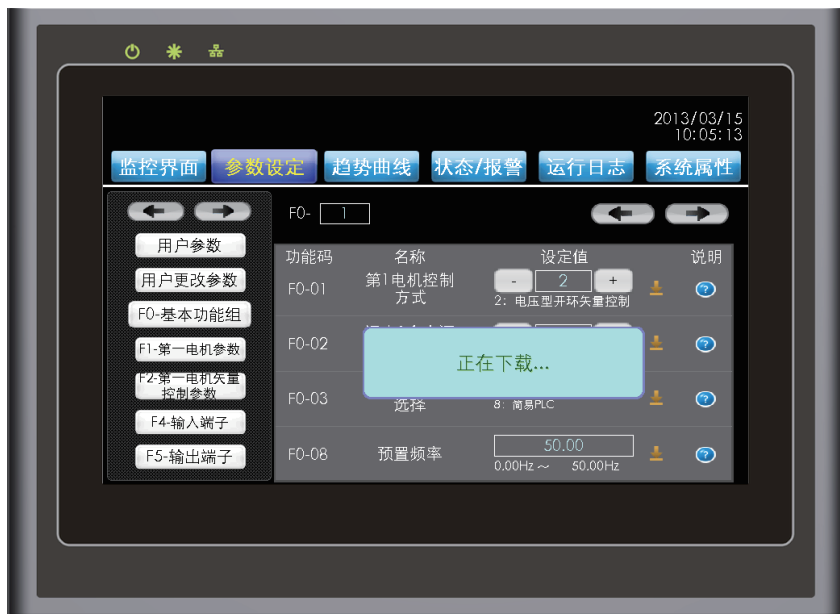 2013/03/15
10:05:13
监控界面 参数设定 趋势曲线 状态/报警 运行日志 系统属性
F0- 1
用户参数
用户更改参数
F0-基本功能组
F1-第一电机参数
F2-第一电机矢量
控制参数
F4-输入端子
F5-输出端子
功能码 名称 设定值 说明
F0-01 第1电机控制
方式 - 2 +
2: 电压型开环矢量控制
F0-02
正在下载...
F0-03 选择 8: 简易PLC
F0-08 预置频率 50.00
0.00Hz ～ 50.00Hz